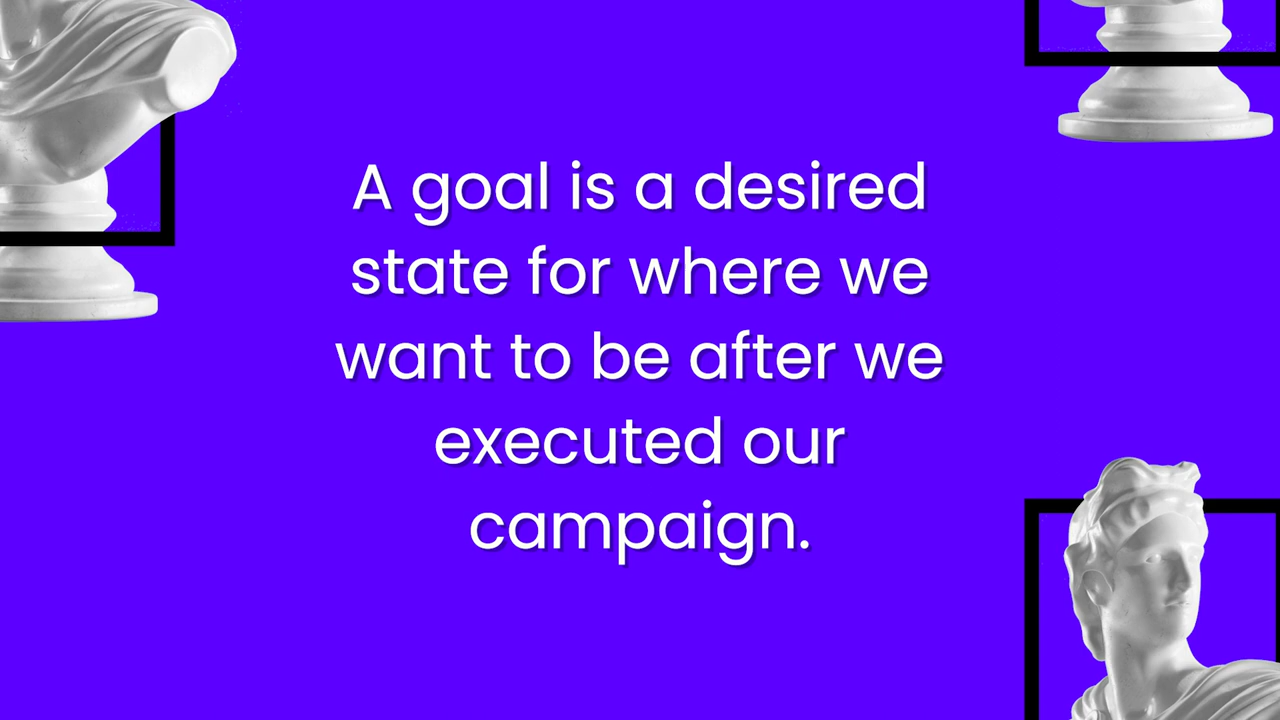 A goal is a desired
state for where we
want to be after we
executed our
campaign.